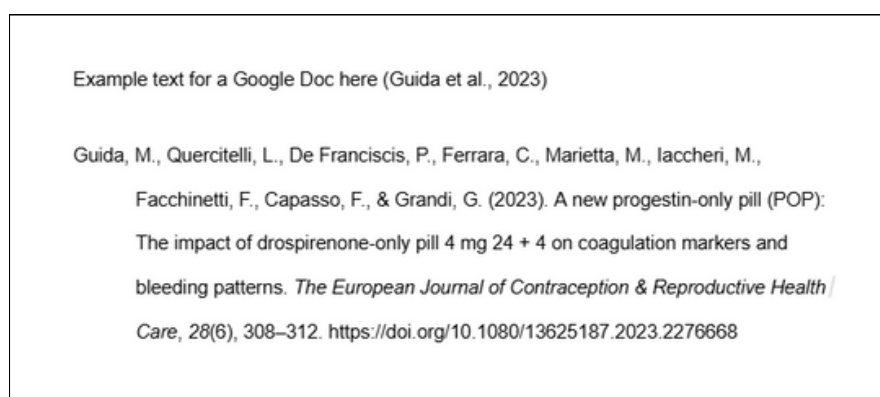 Example text for a Google Doc here (Guida et al., 2023)
Guida, M., Quercitelli, L., De Franciscis, P., Ferrara, C., Marietta, M., Iaccheri, M.,
Facchinetti, F., Capasso, F., & Grandi, G. (2023). A new progestin-only pill (POP):
The impact of drospirenone-only pill 4 mg 24 + 4 on coagulation markers and
bleeding patterns. The European Journal of Contraception & Reproductive Health
Care, 28(6), 308–312. https://doi.org/10.1080/13625187.2023.2276668